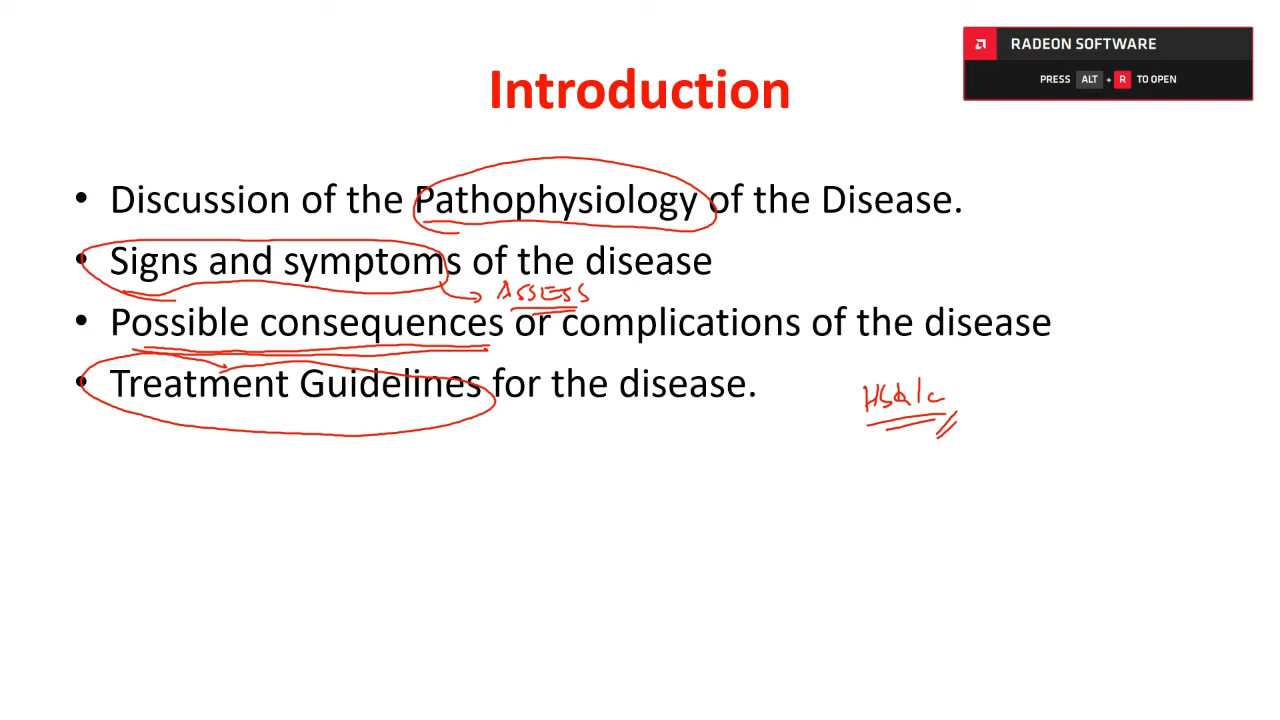 RADEON SOFTWARE
PRESS ALT + R TO OPEN
Introduction
• Discussion of the Pathophysiology of the Disease.
• Signs and symptoms of the disease
ASSESS
• Possible consequences or complications of the disease
• Treatment Guidelines for the disease.